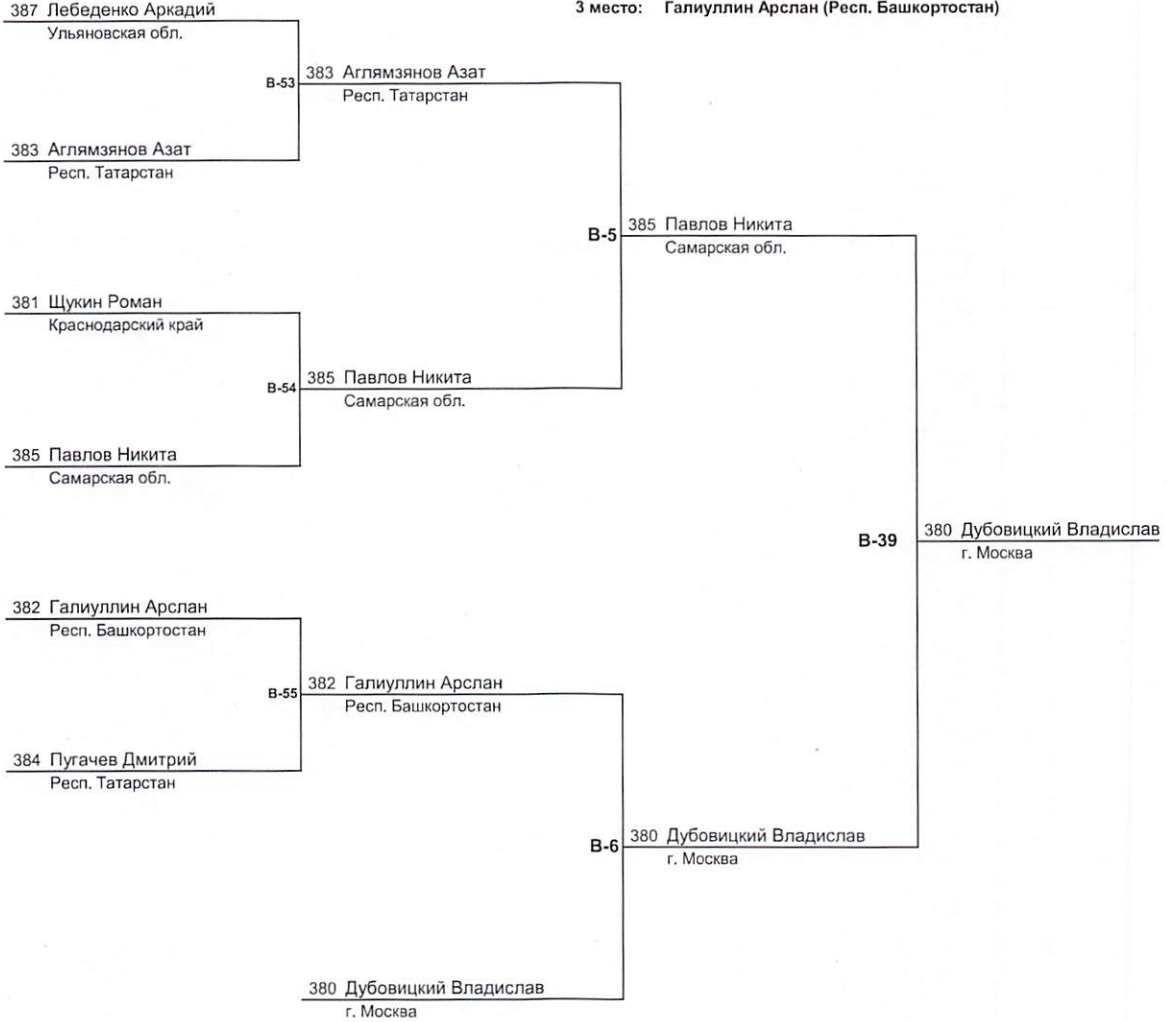 387 Лебеденко Аркадий
Ульяновская обл.
3 место: Галиуллин Арслан (Респ. Башкортостан)
В-53
383 Аглямзянов Азат
Респ. Татарстан
383 Аглямзянов Азат
Респ. Татарстан
В-5
385 Павлов Никита
Самарская обл.
381 Щукин Роман
Краснодарский край
В-54
385 Павлов Никита
Самарская обл.
385 Павлов Никита
Самарская обл.
В-39
380 Дубовицкий Владислав
г. Москва
382 Галиуллин Арслан
Респ. Башкортостан
В-55
382 Галиуллин Арслан
Респ. Башкортостан
384 Пугачев Дмитрий
Респ. Татарстан
В-6
380 Дубовицкий Владислав
г. Москва
380 Дубовицкий Владислав
г. Москва